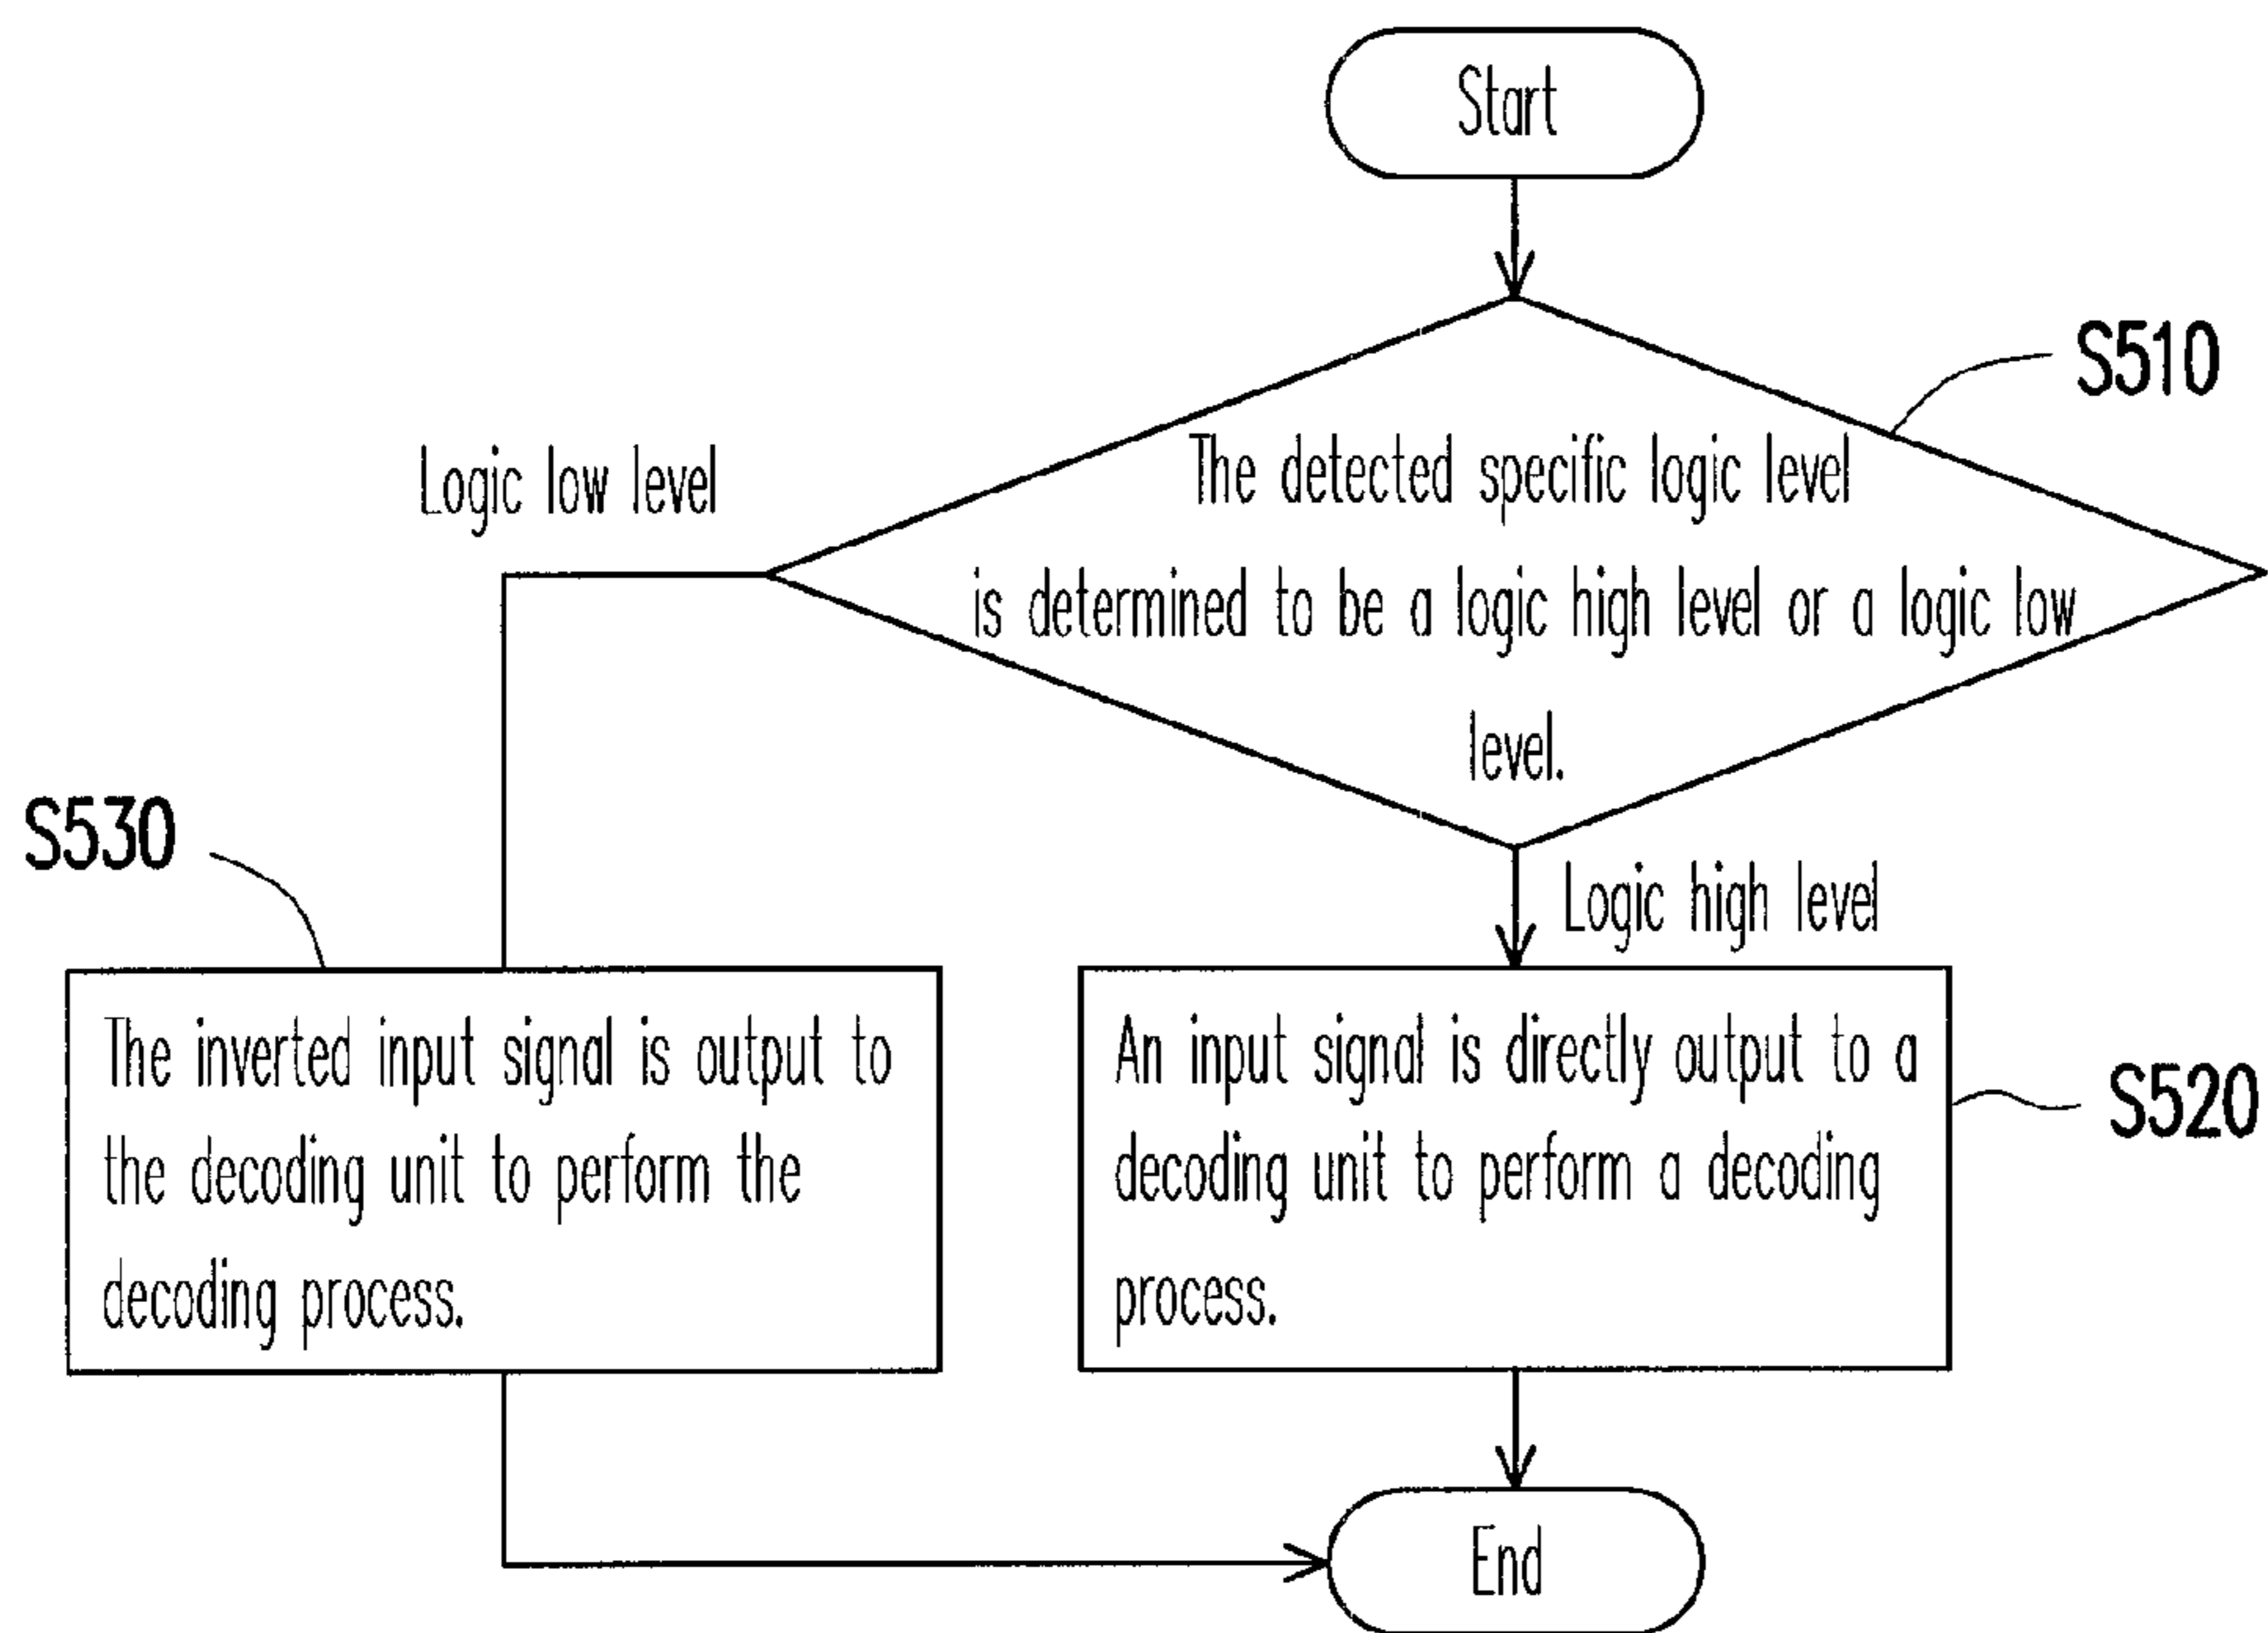 Start
S510
The detected specific logic level
is determined to be a logic high level or a logic low
level.
Logic low level
Logic high level
S530
The inverted input signal is output to
the decoding unit to perform the
decoding process.
An input signal is directly output to a
decoding unit to perform a decoding
process.
S520
End